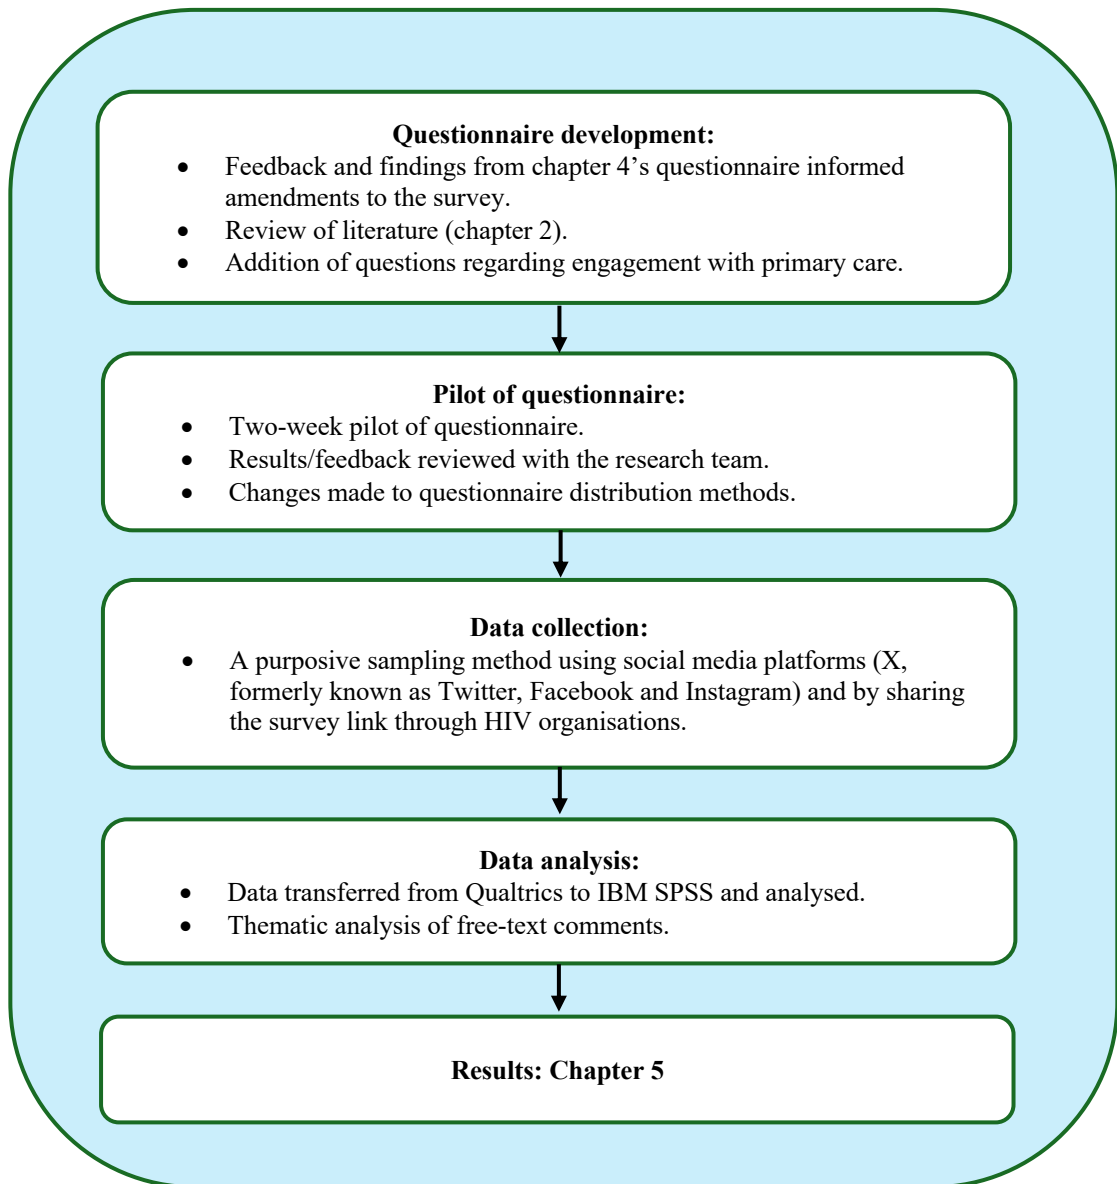 Questionnaire development:
• Feedback and findings from chapter 4’s questionnaire informed
amendments to the survey.
• Review of literature (chapter 2).
• Addition of questions regarding engagement with primary care.
Pilot of questionnaire:
• Two-week pilot of questionnaire.
• Results/feedback reviewed with the research team.
• Changes made to questionnaire distribution methods.
Data collection:
• A purposive sampling method using social media platforms (X,
formerly known as Twitter, Facebook and Instagram) and by sharing
the survey link through HIV organisations.
Data analysis:
• Data transferred from Qualtrics to IBM SPSS and analysed.
• Thematic analysis of free-text comments.
Results: Chapter 5